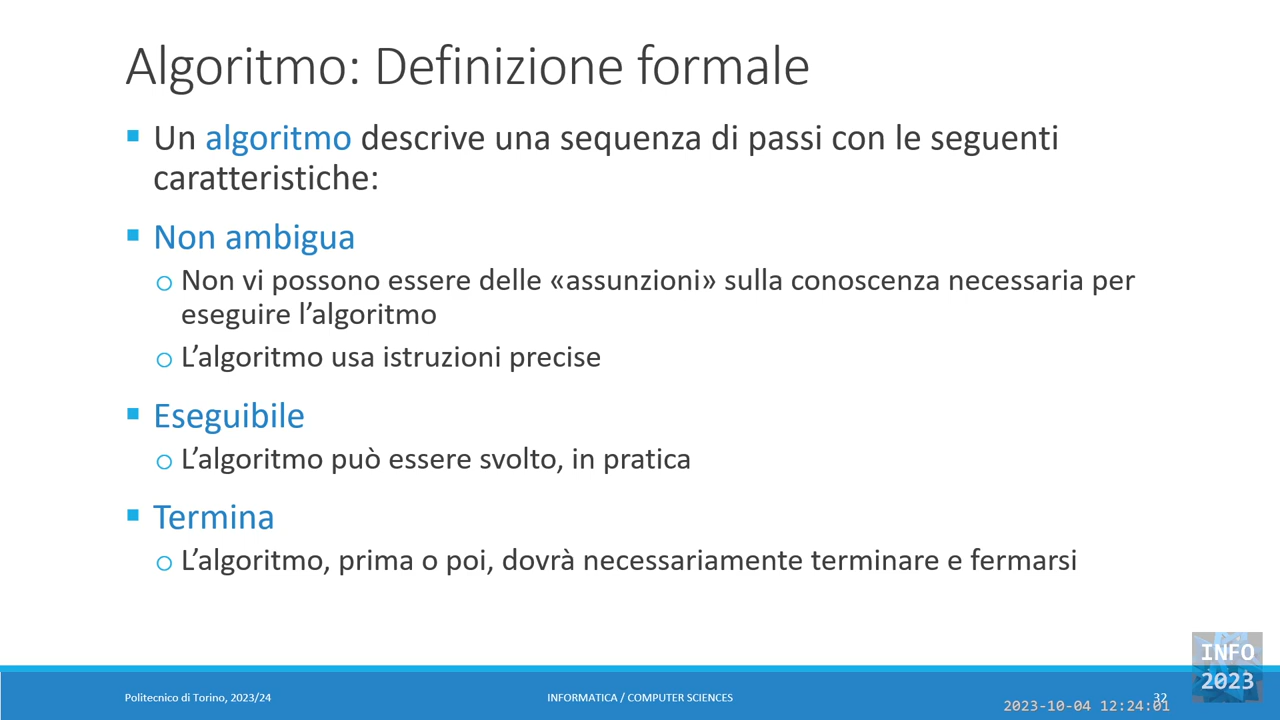 Algoritmo: Definizione formale
Un algoritmo descrive una sequenza di passi con le seguenti
caratteristiche:
Non ambigua
Non vi possono essere delle «assunzioni» sulla conoscenza necessaria per
eseguire l’algoritmo
L’algoritmo usa istruzioni precise
Eseguibile
L’algoritmo può essere svolto, in pratica
Termina
L’algoritmo, prima o poi, dovrà necessariamente terminare e fermarsi
INFO
2023
Politecnico di Torino, 2023/24
INFORMATICA / COMPUTER SCIENCES
32
2023-10-04 12:24:01